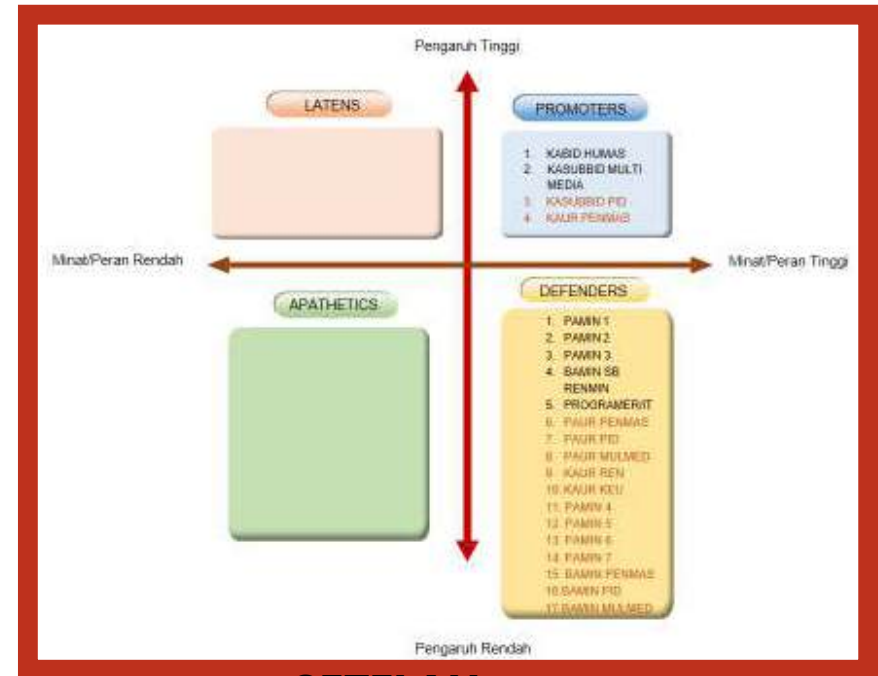 Pengaruh Tinggi
LATENS
PROMOTERS
1. KABID HUMAS
2. KASUBBID MULTI
MEDIA
3. KASUBBID PID
4. KAUR PENMAS
Minat/Peran Rendah
Minat/Peran Tinggi
APATHETICS
DEFENDERS
1. PAMIN 1
2. PAMIN 2
3. PAMIN 3
4. BAMIN SB
RENMIN
5. PROGRAMER/IT
6. PAUR PENMAS
7. PAUR PID
8. PAUR MULMED
9. KAUR REN
10. KAUR KEU
11. PAMIN 4
12. PAMIN 5
13. PAMIN 6
14. PAMIN 7
15. BAMIN PENMAS
16. BAMIN PID
17. BAMIN MULMED
Pengaruh Rendah